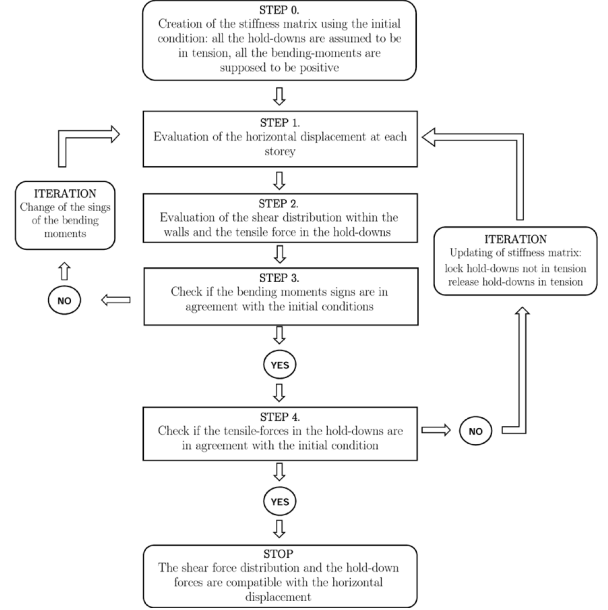 STEP 0.
Creation of the stiffness matrix using the initial
condition: all the hold-downs are assumed to be
in tension, all the bending-moments are
supposed to be positive
STEP 1.
Evaluation of the horizontal displacement at each
storey
ITERATION
Change of the sings
of the bending
moments
STEP 2.
Evaluation of the shear distribution within the
walls and the tensile force in the hold-downs
ITERATION
Updating of stiffness matrix:
lock hold-downs not in tension
release hold-downs in tension
STEP 3.
Check if the bending moments signs are in
agreement with the initial conditions
NO
YES
STEP 4.
Check if the tensile-forces in the hold-downs are
in agreement with the initial condition
NO
YES
STOP
The shear force distribution and the hold-down
forces are compatible with the horizontal
displacement